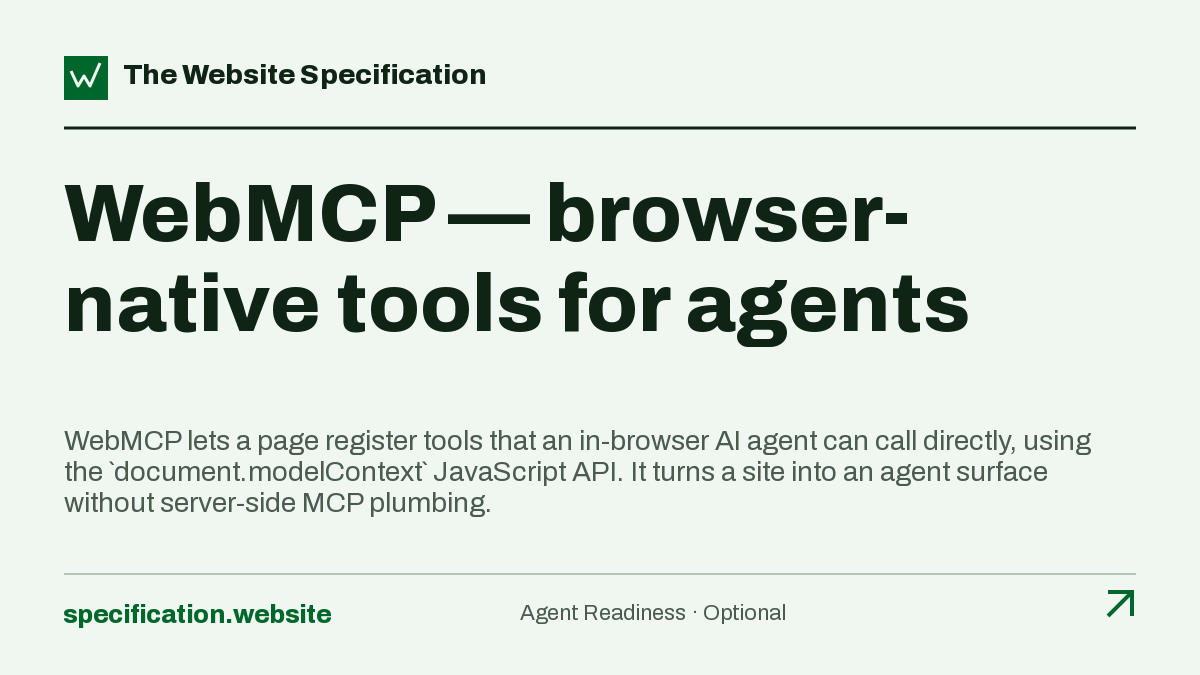 The Website Specification
WebMCP — browser-
native tools for agents
WebMCP lets a page register tools that an in-browser AI agent can call directly, using
the `document.modelContext` JavaScript API. It turns a site into an agent surface
without server-side MCP plumbing.
specification.website
Agent Readiness · Optional